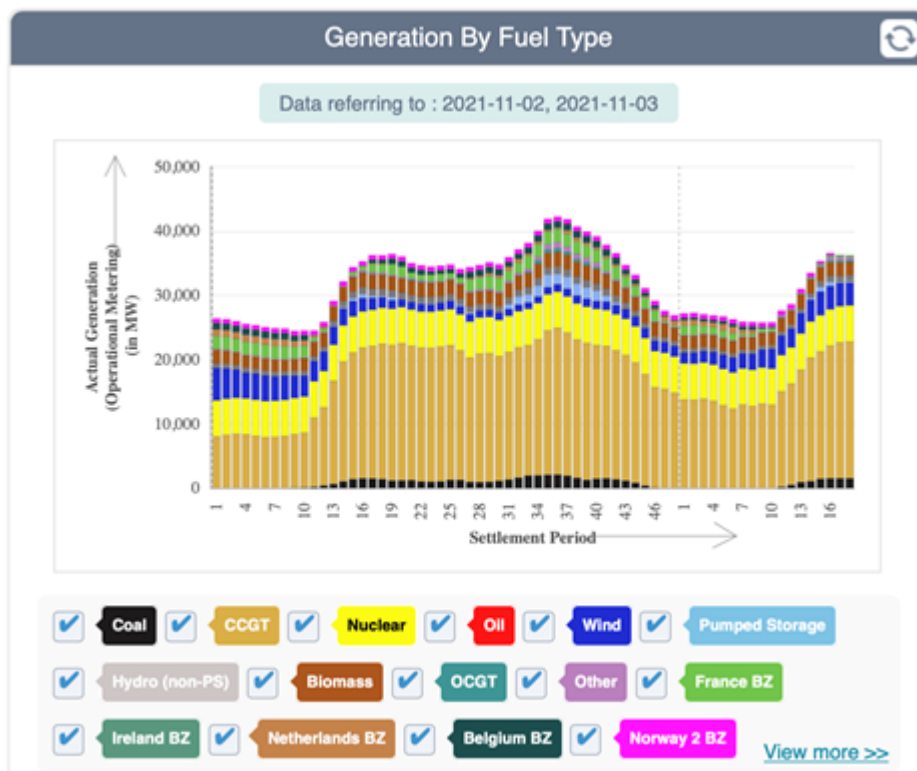 Generation By Fuel Type
Data referring to : 2021-11-02, 2021-11-03
Actual Generation
(Operational Metering)
(in MW)
50,000
40,000
30,000
20,000
10,000
0
1 4 7 10 13 16 19 22 25 28 31 34 37 40 43 46 1 4 7 10 13 16
Settlement Period
Coal CCGT Nuclear Oil Wind Pumped Storage
Hydro (non-PS) Biomass OCGT Other France BZ
Ireland BZ Netherlands BZ Belgium BZ Norway 2 BZ
View more >>